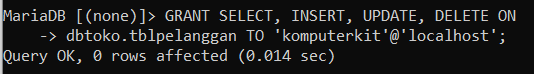 MariaDB [(none)]> GRANT SELECT, INSERT, UPDATE, DELETE ON
    -> dbtoko.tblpelanggan TO 'komputerkit'@'localhost';
Query OK, 0 rows affected (0.014 sec)